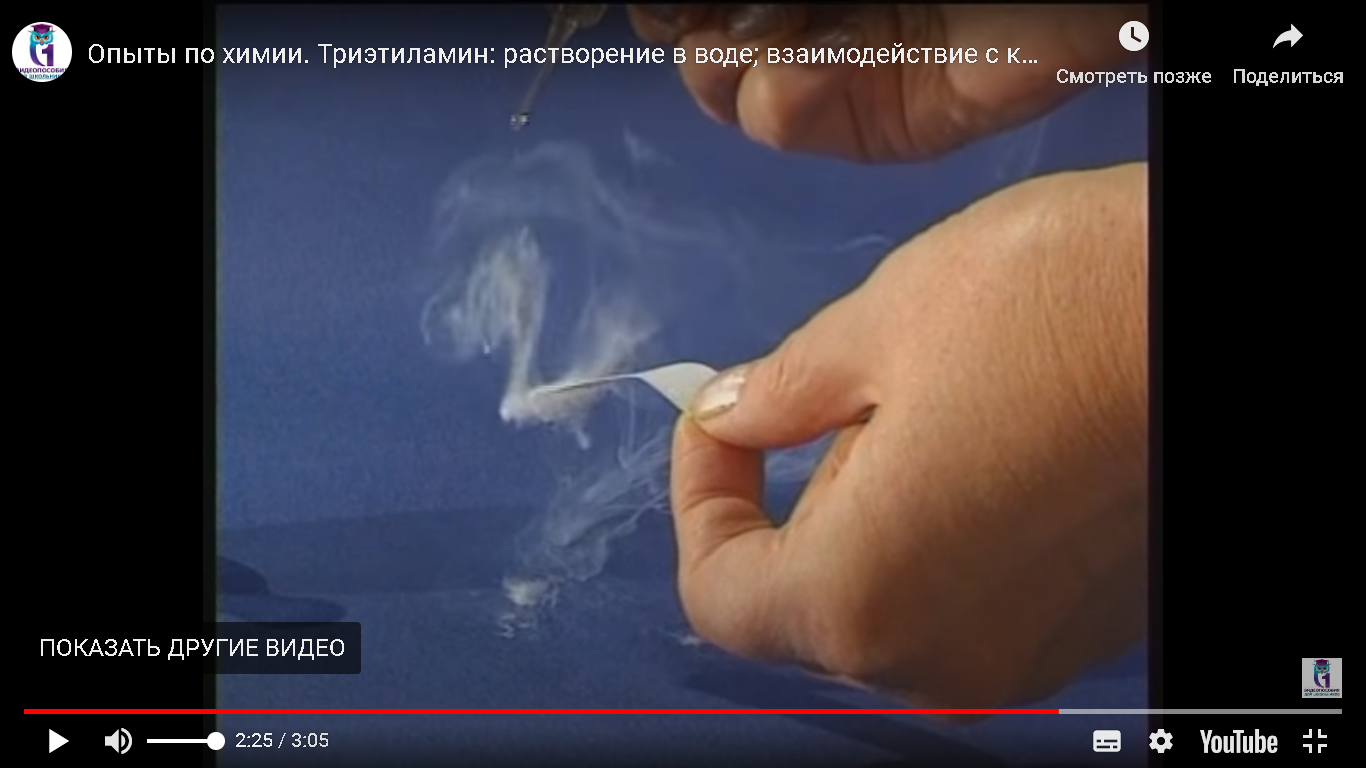 Опыты по химии. Триэтиламин: растворение в воде; взаимодействие с к...
Смотреть позже
Поделиться
ПОКАЗАТЬ ДРУГИЕ ВИДЕО
2:25 / 3:05
YouTube